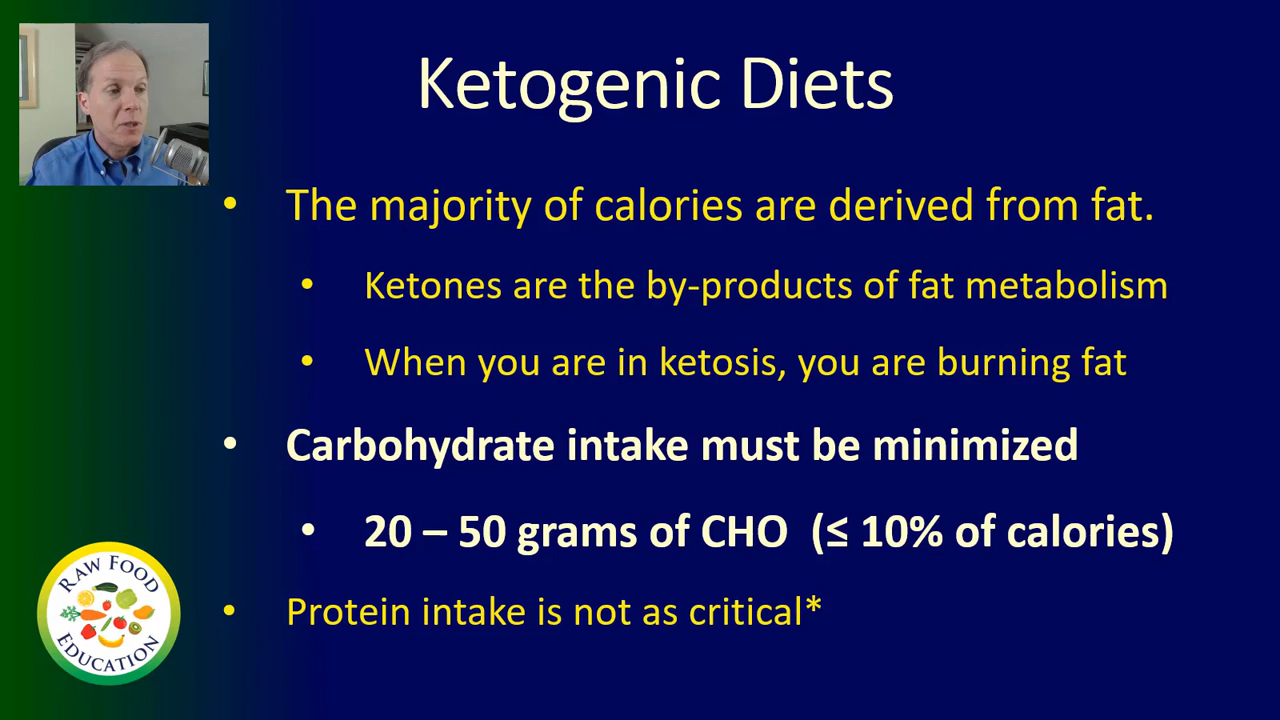 Ketogenic Diets
• The majority of calories are derived from fat.
• Ketones are the by-products of fat metabolism
• When you are in ketosis, you are burning fat
• Carbohydrate intake must be minimized
• 20 – 50 grams of CHO (≤ 10% of calories)
• Protein intake is not as critical*
RAW FOOD
EDUCATION